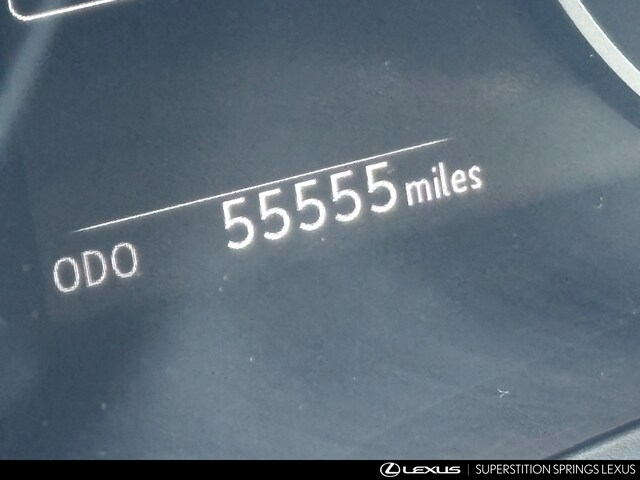 ODO 55555 miles
LEXUS | SUPERSTITION SPRINGS LEXUS